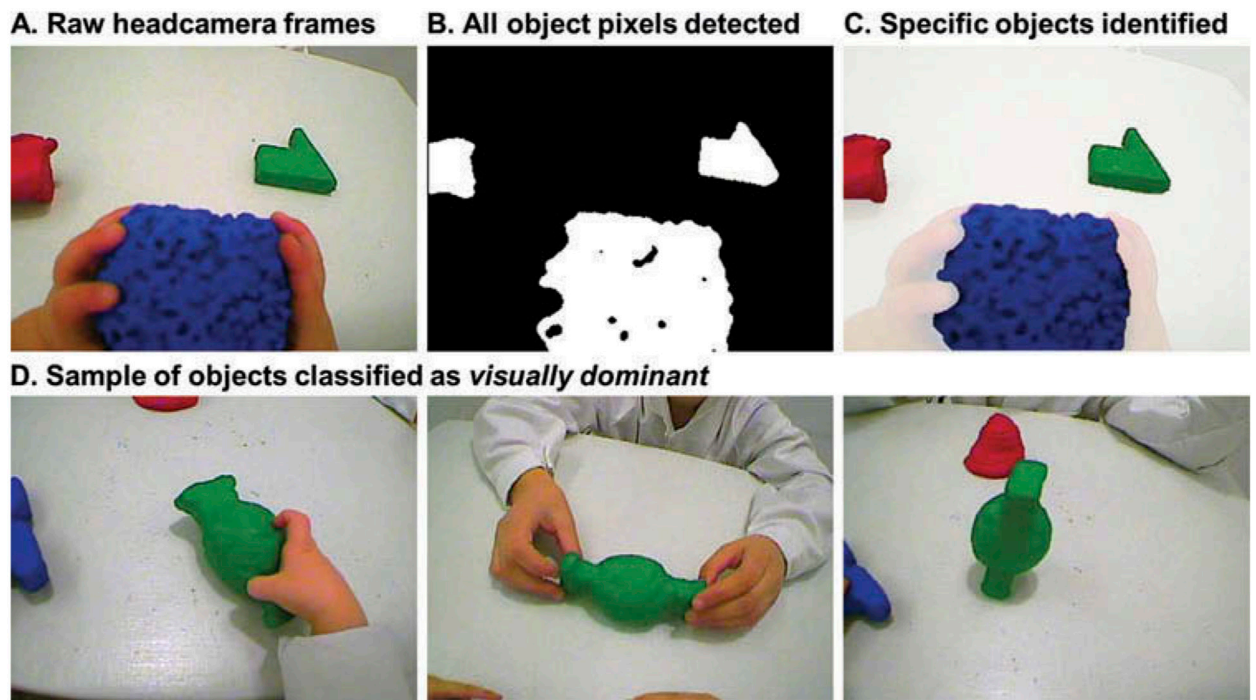 A. Raw headcamera frames
B. All object pixels detected
C. Specific objects identified
D. Sample of objects classified as visually dominant